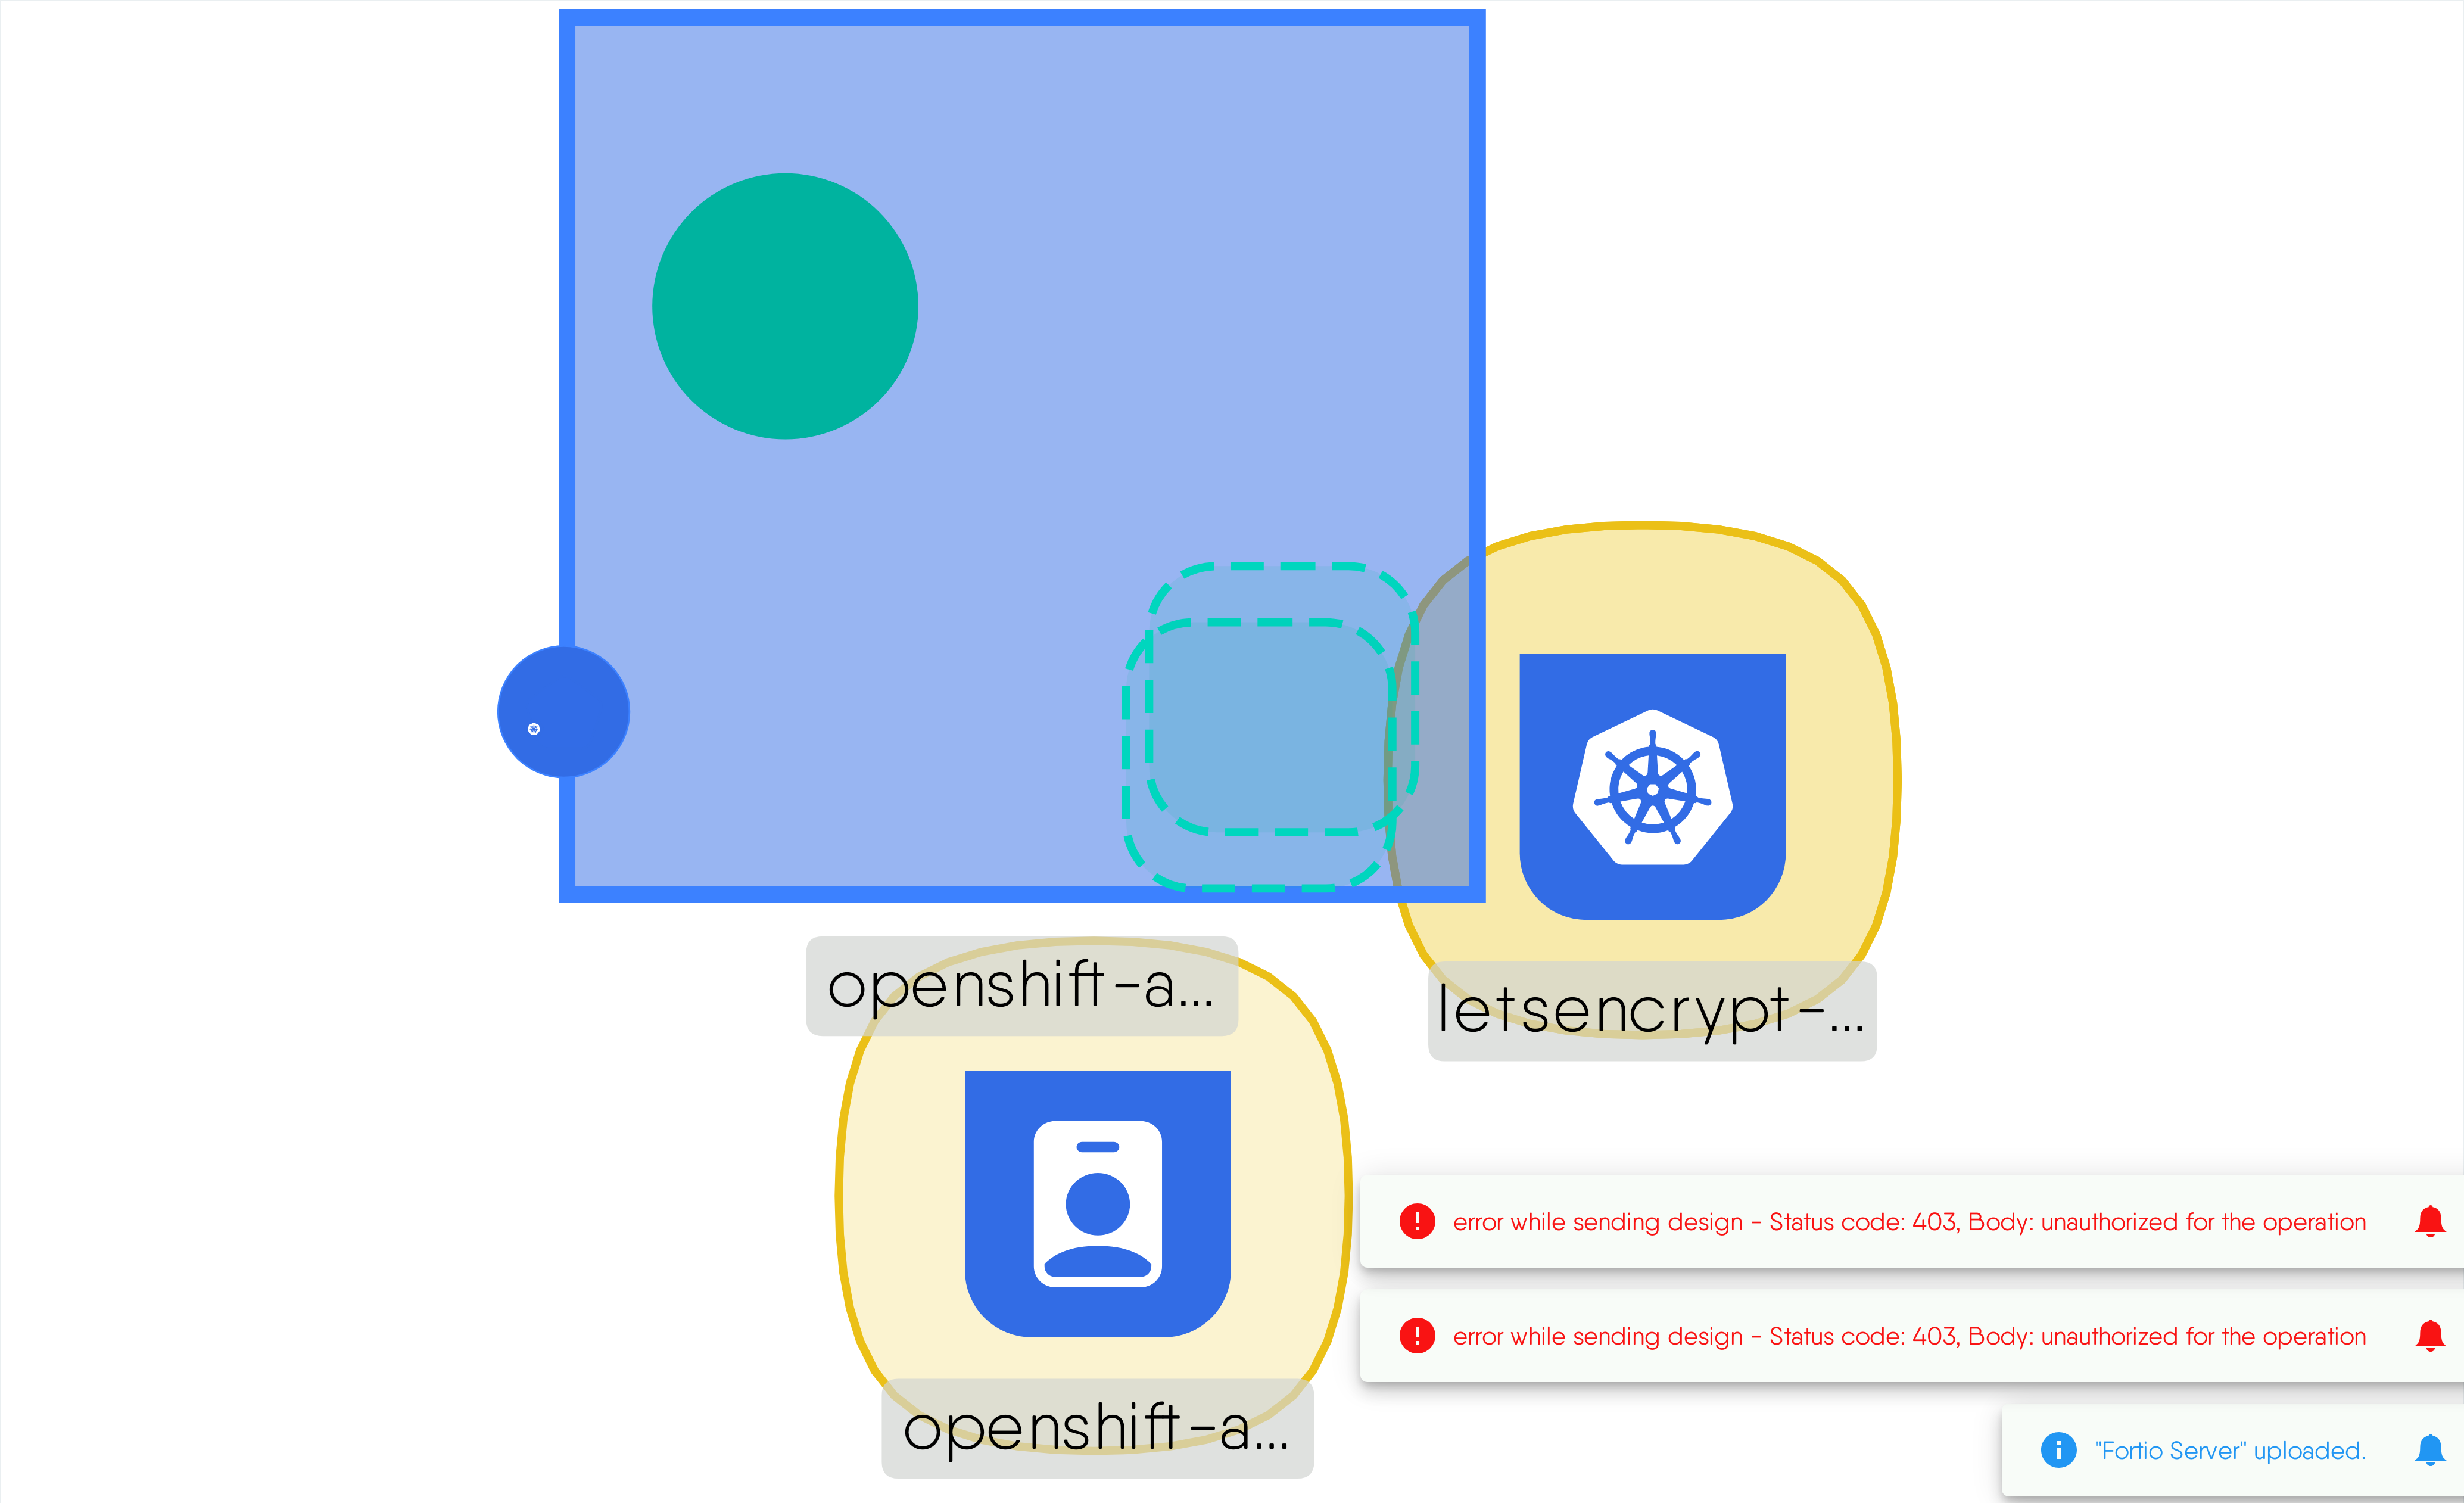 openshift-a...
letsencrypt-...
error while sending design - Status code: 403, Body: unauthorized for the operation
error while sending design - Status code: 403, Body: unauthorized for the operation
openshift-a...
"Fortio Server" uploaded.